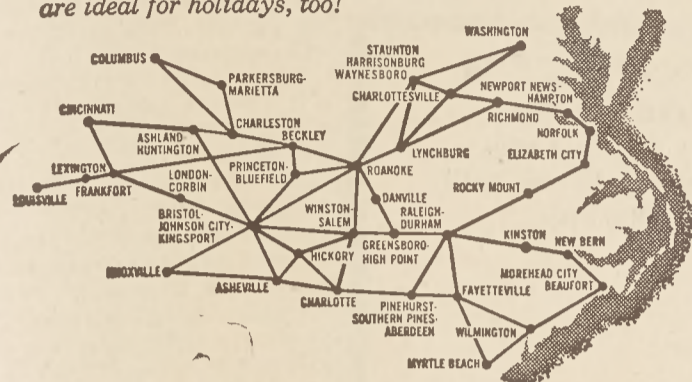 are ideal for holidays, too!
WASHINGTON
STAUNTON
HARRISONBURG
WAYNESBORO
COLUMBUS
PARKERSBURG-
MARIETTA
CHARLOTTESVILLE
NEWPORT NEWS-
HAMPTON
RICHMOND
CINCINNATI
ASHLAND-
HUNTINGTON
CHARLESTON
BECKLEY
NORFOLK
LYNCHBURG
ELIZABETH CITY
LEXINGTON
FRANKFORT
LOUISVILLE
LONDON-
CORBIN
PRINCETON-
BLUEFIELD
ROANOKE
DANVILLE
ROCKY MOUNT
BRISTOL-
JOHNSON CITY-
KINGSPORT
WINSTON-
SALEM
RALEIGH-
DURHAM
GREENSBORO-
HIGH POINT
KINSTON
NEW BERN
HICKORY
KNOXVILLE
ASHEVILLE
CHARLOTTE
MOREHEAD CITY
BEAUFORT
FAYETTEVILLE
PINEHURST-
SOUTHERN PINES-
ABERDEEN
WILMINGTON
MYRTLE BEACH